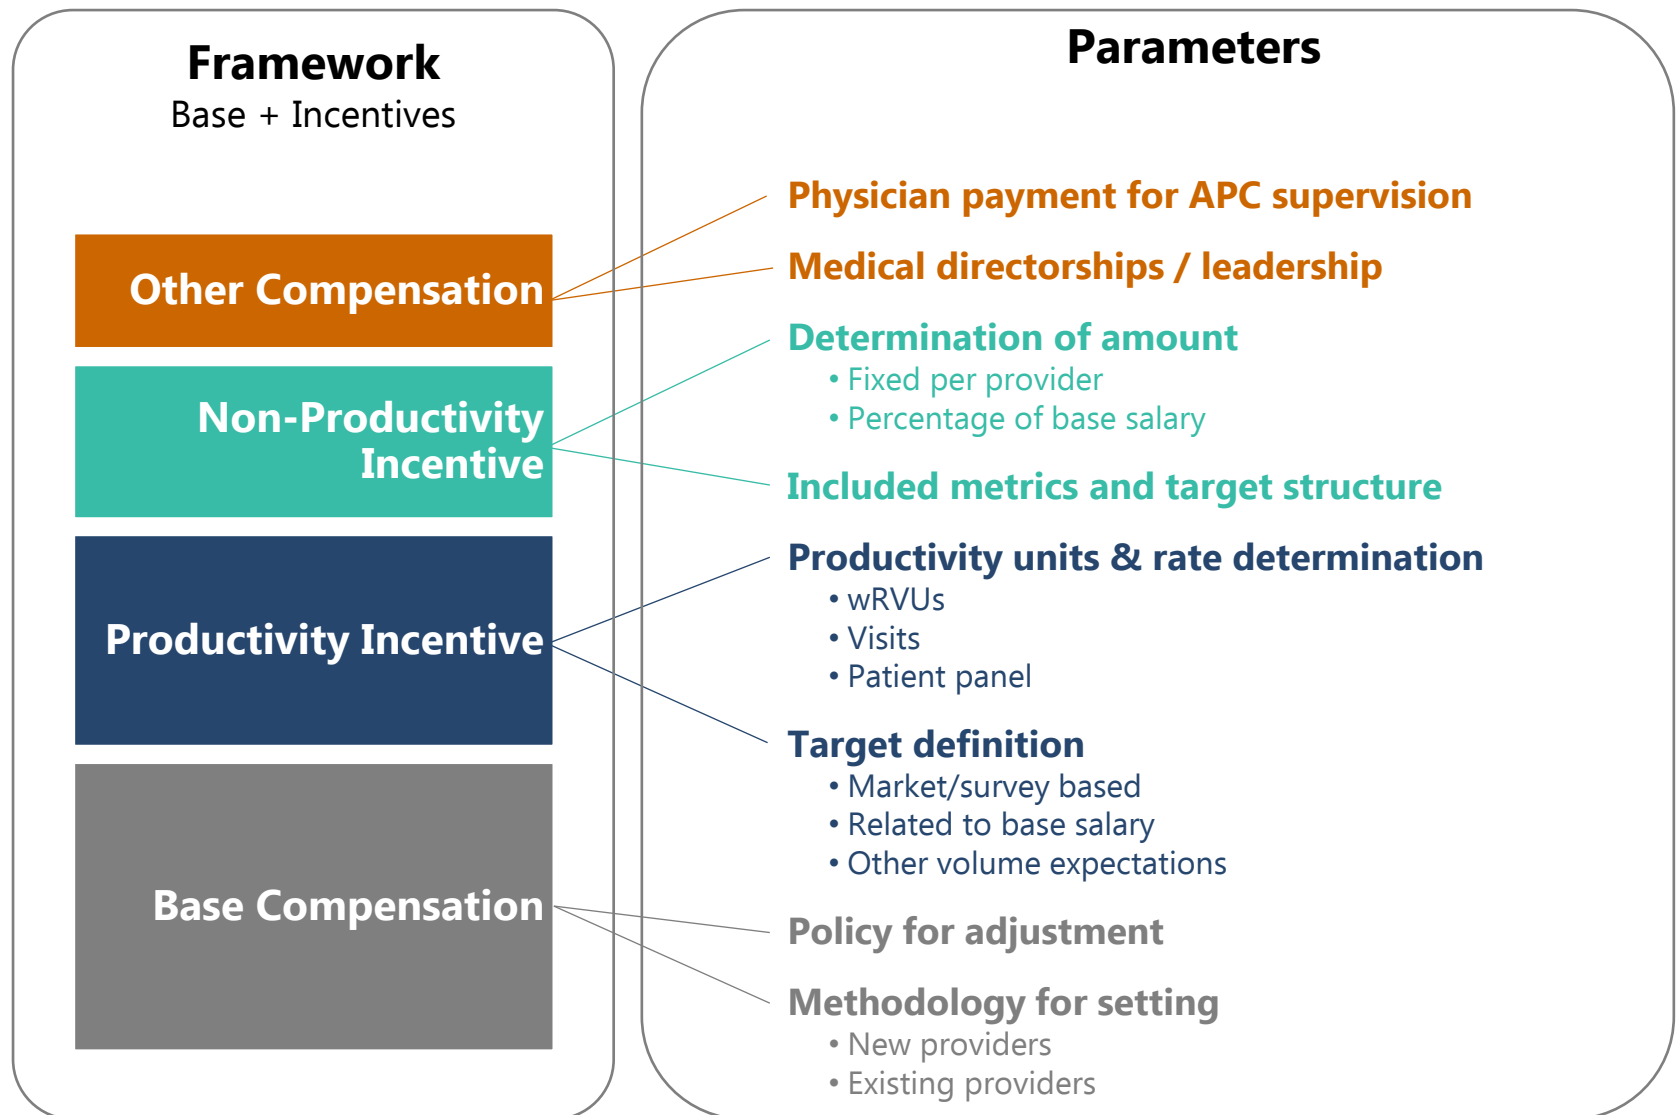 Framework
Base + Incentives
Other Compensation
Non-Productivity
Incentive
Productivity Incentive
Base Compensation
Parameters
Physician payment for APC supervision
Medical directorships / leadership
Determination of amount
• Fixed per provider
• Percentage of base salary
Included metrics and target structure
Productivity units & rate determination
• wRVUs
• Visits
• Patient panel
Target definition
• Market/survey based
• Related to base salary
• Other volume expectations
Policy for adjustment
Methodology for setting
• New providers
• Existing providers